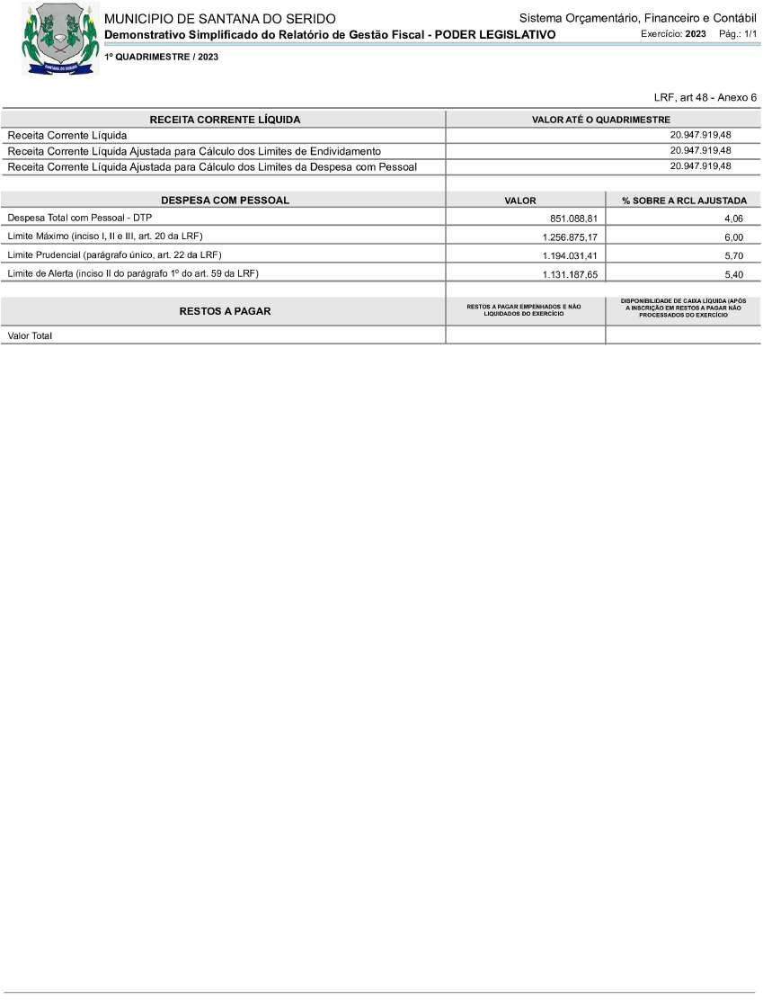 MUNICIPIO DE SANTANA DO SERIDO
Sistema Orçamentário, Financeiro e Contábil
Demonstrativo Simplificado do Relatório de Gestão Fiscal - PODER LEGISLATIVO
Exercício: 2023 Pág.: 1/1
1º QUADRIMESTRE / 2023
SANTANA DO SERIDO
LRF, art 48 - Anexo 6
RECEITA CORRENTE LÍQUIDA VALOR ATÉ O QUADRIMESTRE
Receita Corrente Líquida 20.947.919,48
Receita Corrente Líquida Ajustada para Cálculo dos Limites de Endividamento 20.947.919,48
Receita Corrente Líquida Ajustada para Cálculo dos Limites da Despesa com Pessoal 20.947.919,48
DESPESA COM PESSOAL VALOR % SOBRE A RCL AJUSTADA
Despesa Total com Pessoal - DTP 851.088,81 4,06
Limite Máximo (inciso I, II e III, art. 20 da LRF) 1.256.875,17 6,00
Limite Prudencial (parágrafo único, art. 22 da LRF) 1.194.031,41 5,70
Limite de Alerta (inciso II do parágrafo 1º do art. 59 da LRF) 1.131.187,65 5,40
RESTOS A PAGAR
RESTOS A PAGAR EMPENHADOS E NÃO
LIQUIDADOS DO EXERCÍCIO
DISPONIBILIDADE DE CAIXA LÍQUIDA (APÓS
A INSCRIÇÃO EM RESTOS A PAGAR NÃO
PROCESSADOS DO EXERCÍCIO
Valor Total